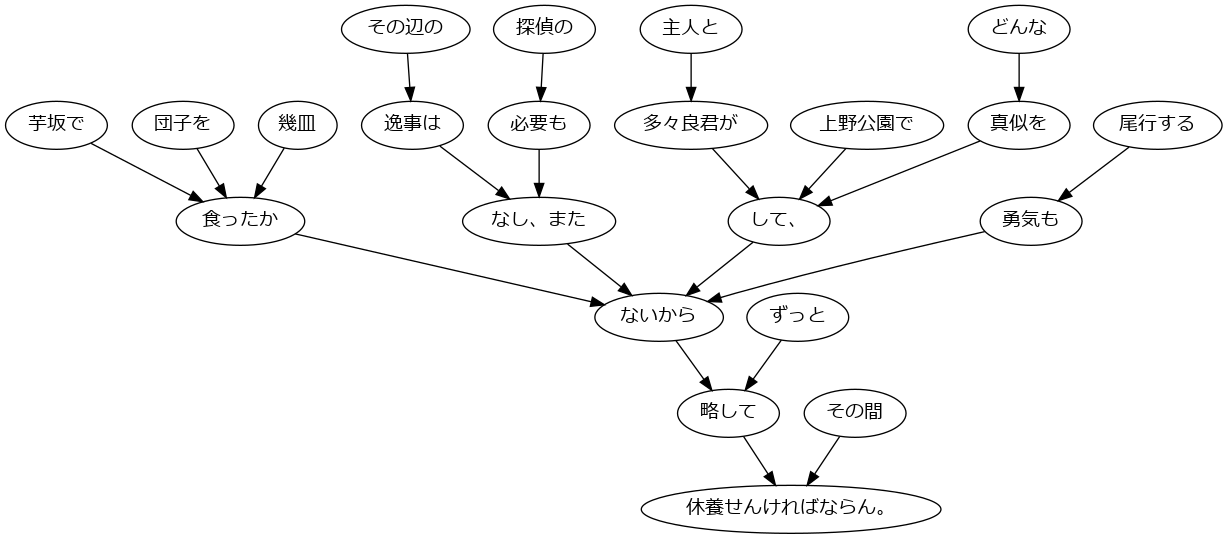 その辺の 探偵の 主人と どんな
芋坂で 団子を 幾皿 逸事は 必要も 多々良君が 上野公園で 真似を 尾行する
食ったか なし、また して、 勇気も
ないから ずっと
略して その間
休養せんければならん。